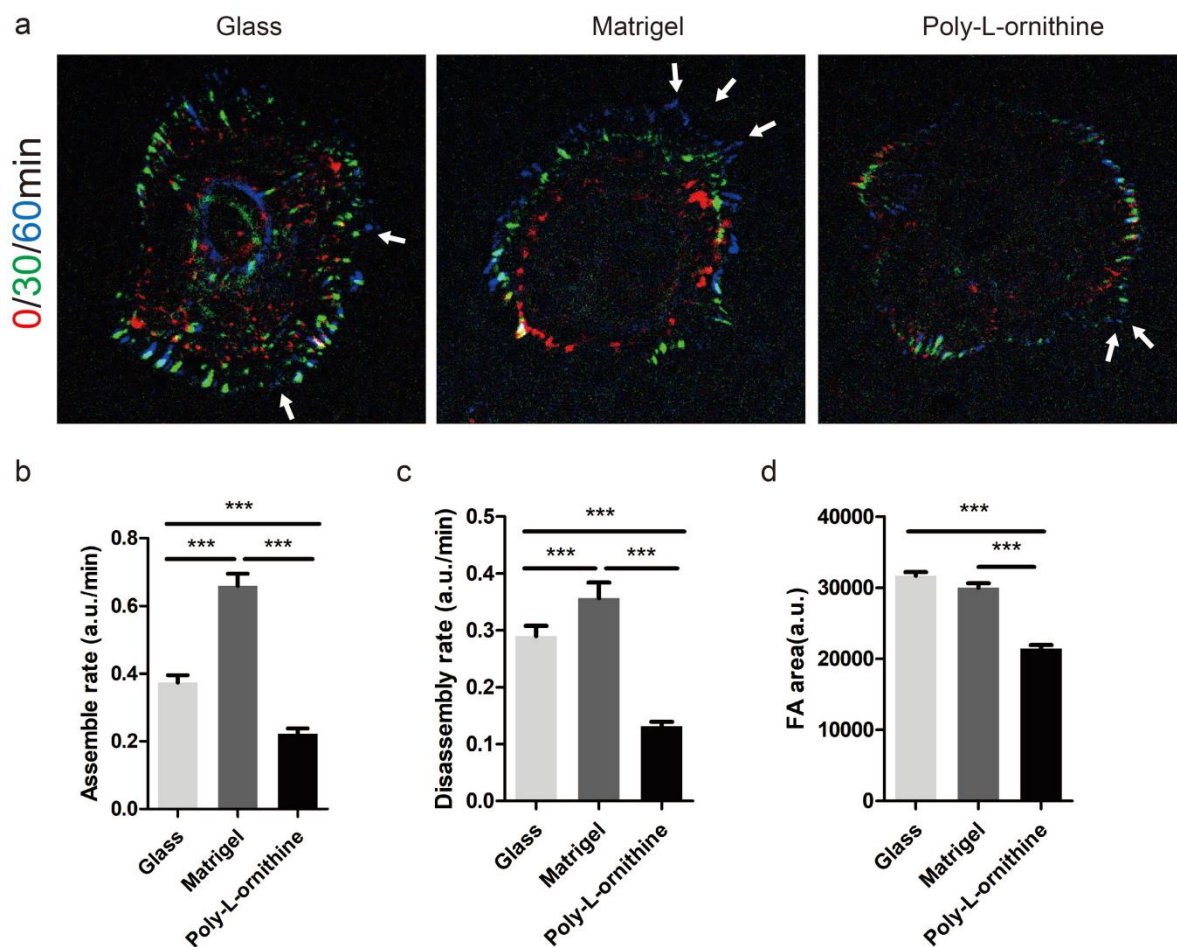 a
Glass
Matrigel
Poly-L-ornithine
0/30/60min
b
c
d
Assemble rate (a.u./min)
0.8
0.6
0.4
0.2
0.0
***
***
***
Glass
Matrigel
Poly-L-ornithine
Disassembly rate (a.u./min)
0.5
0.4
0.3
0.2
0.1
0.0
***
***
***
Glass
Matrigel
Poly-L-ornithine
FA area(a.u.)
40000
30000
20000
10000
0
***
***
Glass
Matrigel
Poly-L-ornithine